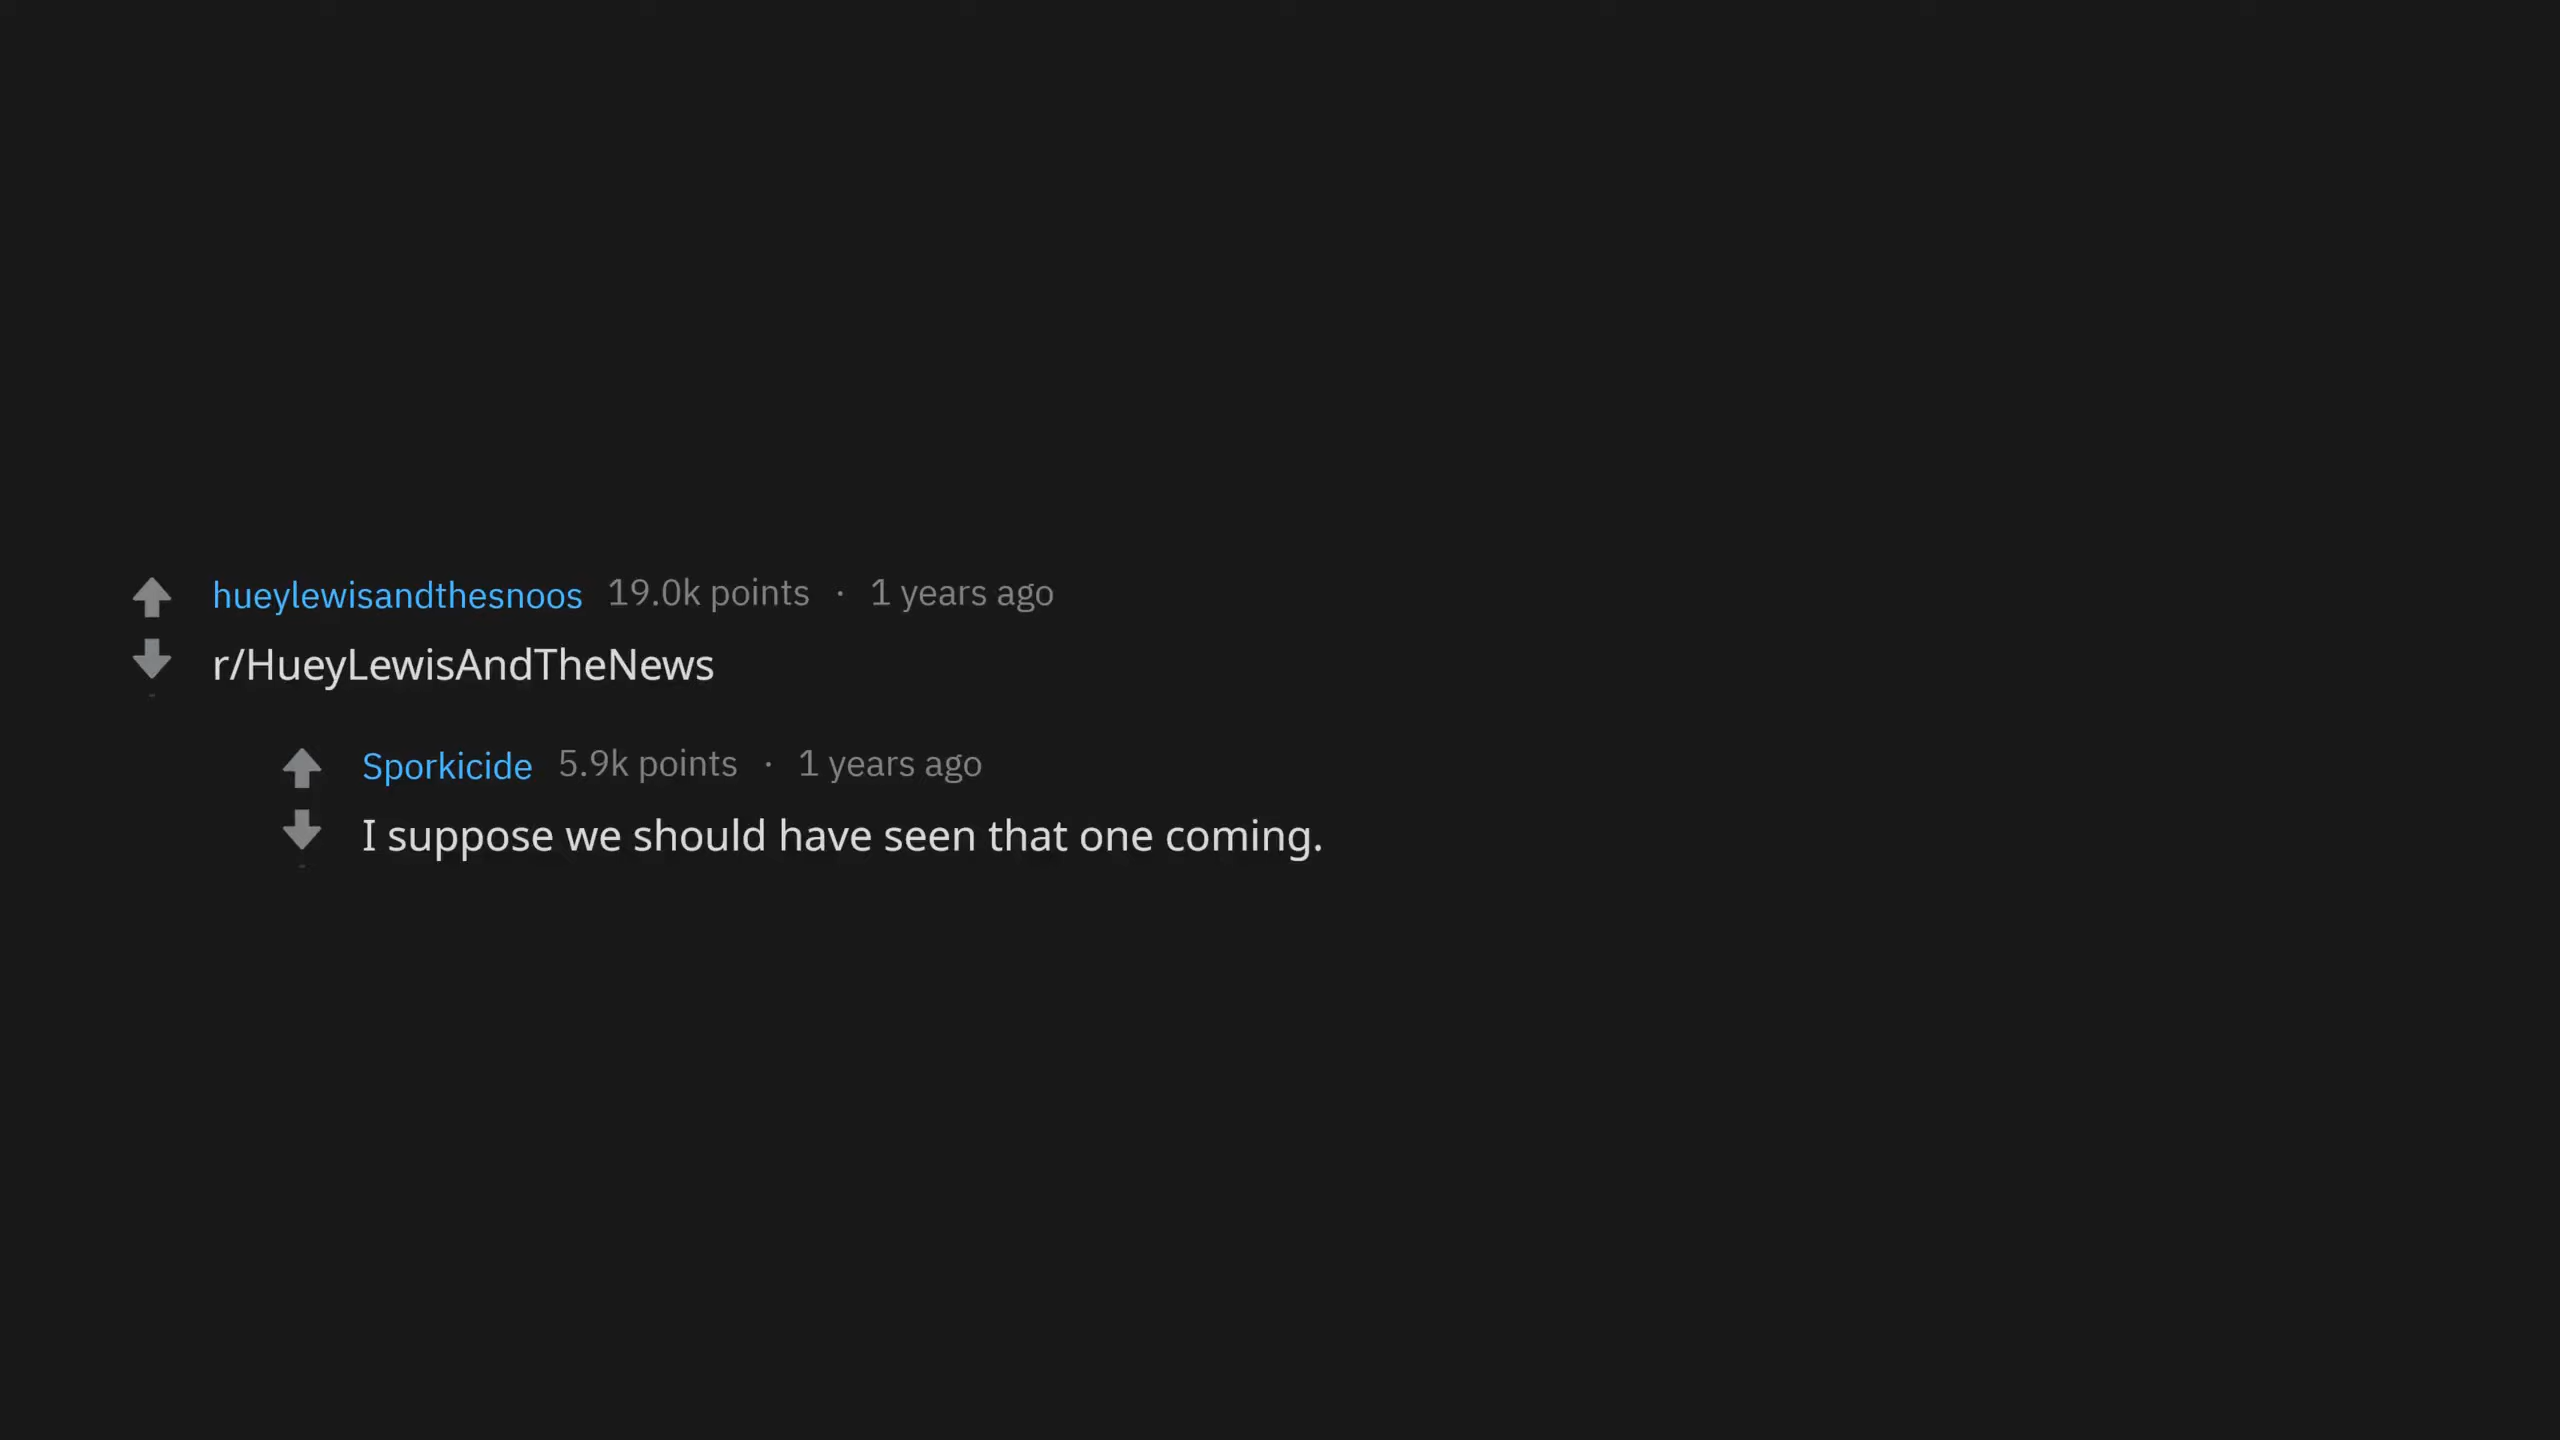 hueylewisandthesnoos 19.0k points · 1 years ago
r/HueyLewisAndTheNews
Sporkicide 5.9k points · 1 years ago
I suppose we should have seen that one coming.